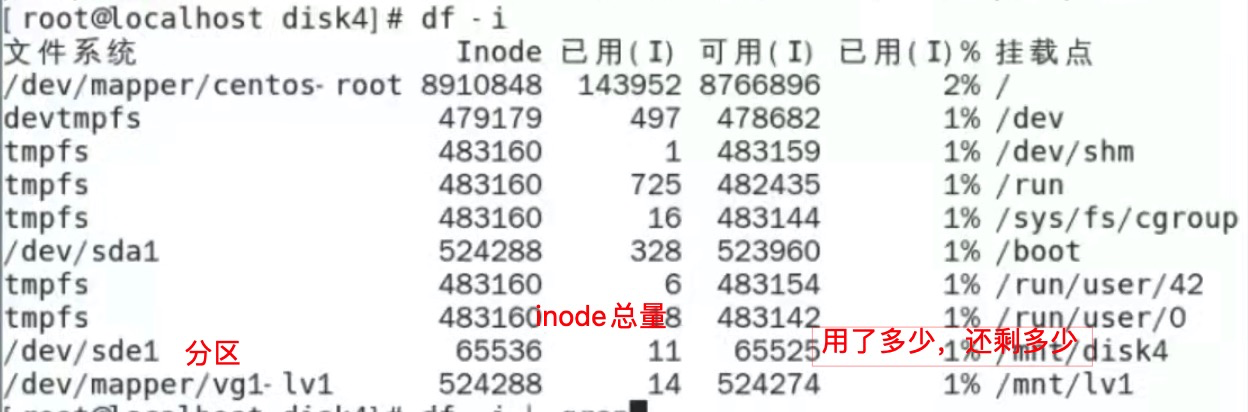 [ root@localhost disk4]# df - i
文件系统 Inode 已用(I) 可用(I) 已用(I)% 挂载点
/dev/mapper/centos- root 8910848 143952 8766896 2% /
devtmpfs 479179 497 478682 1% /dev
tmpfs 483160 1 483159 1% /dev/shm
tmpfs 483160 725 482435 1% /run
tmpfs 483160 16 483144 1% /sys/fs/cgroup
/dev/sda1 524288 328 523960 1% /boot
tmpfs 483160 6 483154 1% /run/user/42
tmpfs 483160 18 483142 1% /run/user/0
inode总量
/dev/sde1 65536 11 65525 1% /mnt/disk4
分区
用了多少，还剩多少
/dev/mapper/vg1- lv1 524288 14 524274 1% /mnt/lv1
[ root@localhost disk4]# df - i |